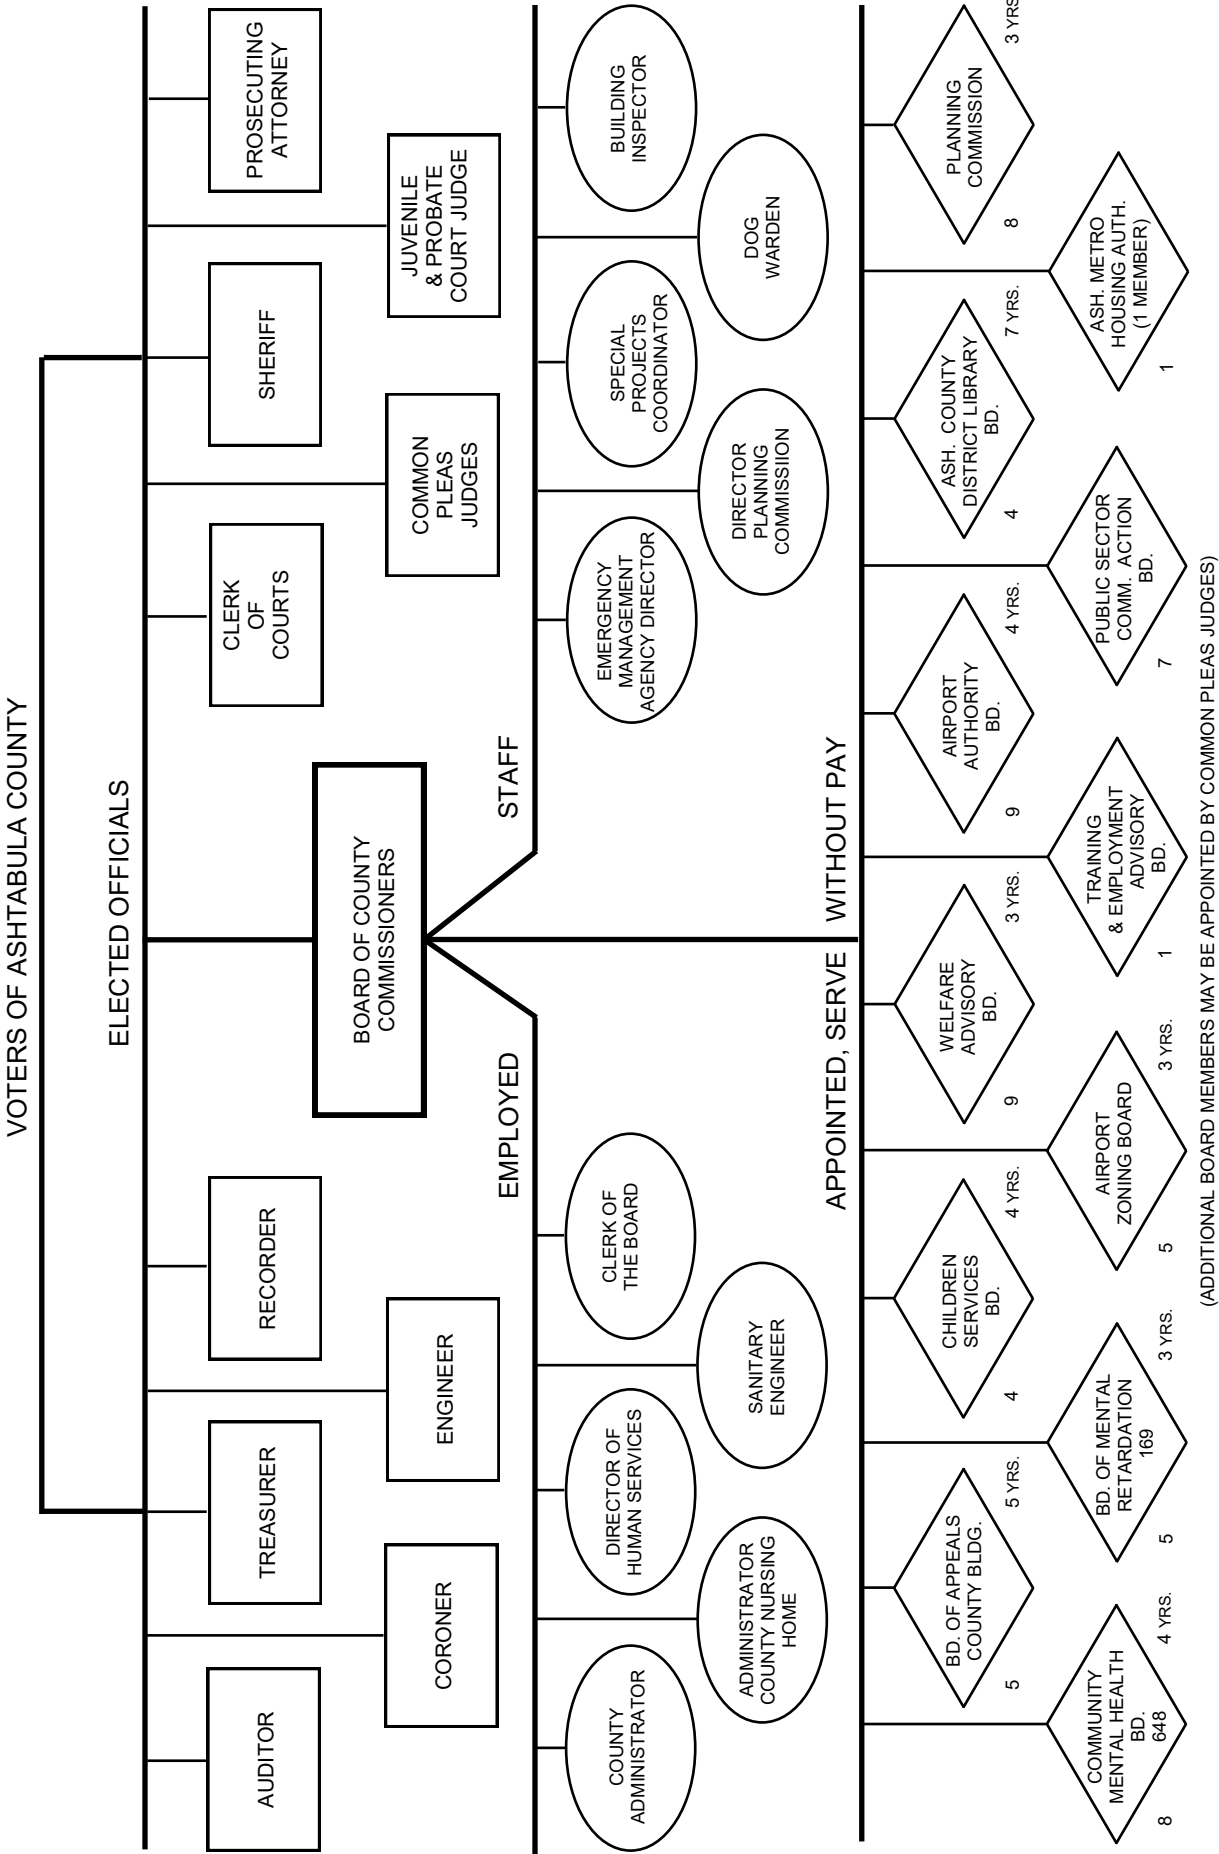 VOTERS OF ASHTABULA COUNTY
ELECTED OFFICIALS
AUDITOR
TREASURER
RECORDER
CLERK
OF
COURTS
SHERIFF
PROSECUTING
ATTORNEY
CORONER
ENGINEER
BOARD OF COUNTY
COMMISSIONERS
COMMON
PLEAS
JUDGES
JUVENILE
& PROBATE
COURT JUDGE
EMPLOYED
STAFF
COUNTY
ADMINISTRATOR
DIRECTOR OF
HUMAN SERVICES
CLERK OF
THE BOARD
EMERGENCY
MANAGEMENT
AGENCY DIRECTOR
SPECIAL
PROJECTS
COORDINATOR
BUILDING
INSPECTOR
ADMINISTRATOR
COUNTY NURSING
HOME
SANITARY
ENGINEER
DIRECTOR
PLANNING
COMMISSIION
DOG
WARDEN
APPOINTED, SERVE WITHOUT PAY
BD. OF APPEALS
COUNTY BLDG.
5
5 YRS.
CHILDREN
SERVICES
BD.
4
4 YRS.
WELFARE
ADVISORY
BD.
9
3 YRS.
AIRPORT
AUTHORITY
BD.
9
4 YRS.
ASH. COUNTY
DISTRICT LIBRARY
BD.
4
7 YRS.
PLANNING
COMMISSION
8
3 YRS
COMMUNITY
MENTAL HEALTH
BD.
648
8
4 YRS.
BD. OF MENTAL
RETARDATION
169
5
3 YRS.
AIRPORT
ZONING BOARD
5
3 YRS.
TRAINING
& EMPLOYMENT
ADVISORY
BD.
1
PUBLIC SECTOR
COMM. ACTION
BD.
7
ASH. METRO
HOUSING AUTH.
(1 MEMBER)
1
(ADDITIONAL BOARD MEMBERS MAY BE APPOINTED BY COMMON PLEAS JUDGES)